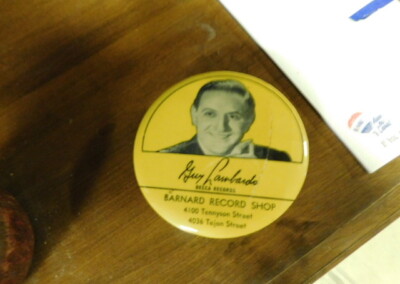 Guy Lombardo
DECCA RECORDS
BARNARD RECORD SHOP
4100 Tennyson Street
4036 Tejon Street